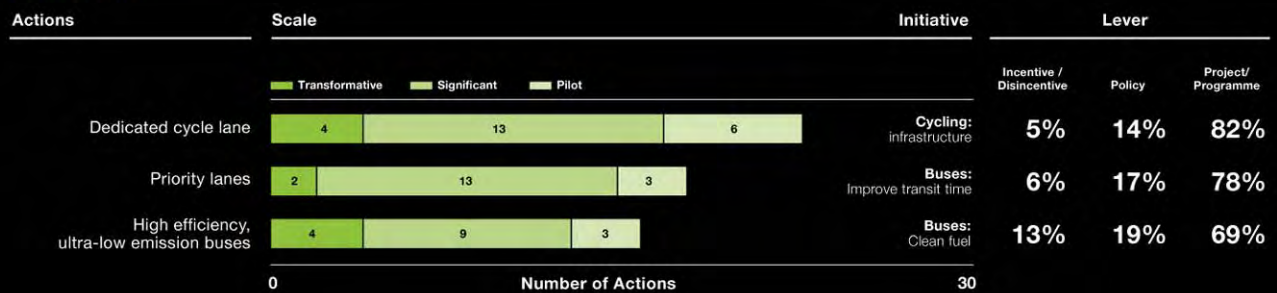 Actions
Scale
Initiative
Lever
Transformative
Significant
Pilot
Incentive /
Disincentive
Policy
Project/
Programme
Dedicated cycle lane
4
13
6
Cycling:
infrastructure
5%
14%
82%
Priority lanes
2
13
3
Buses:
Improve transit time
6%
17%
78%
High efficiency,
ultra-low emission buses
4
9
3
Buses:
Clean fuel
13%
19%
69%
0
Number of Actions
30